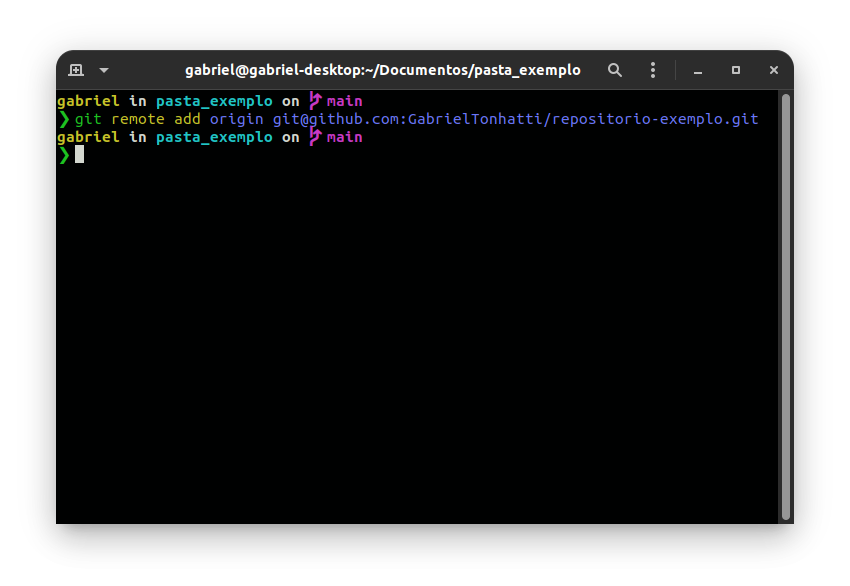 gabriel@gabriel-desktop:~/Documentos/pasta_exemplo
gabriel in pasta_exemplo on main
❯ git remote add origin git@github.com:GabrielTonhatti/repositorio-exemplo.git
gabriel in pasta_exemplo on main
❯